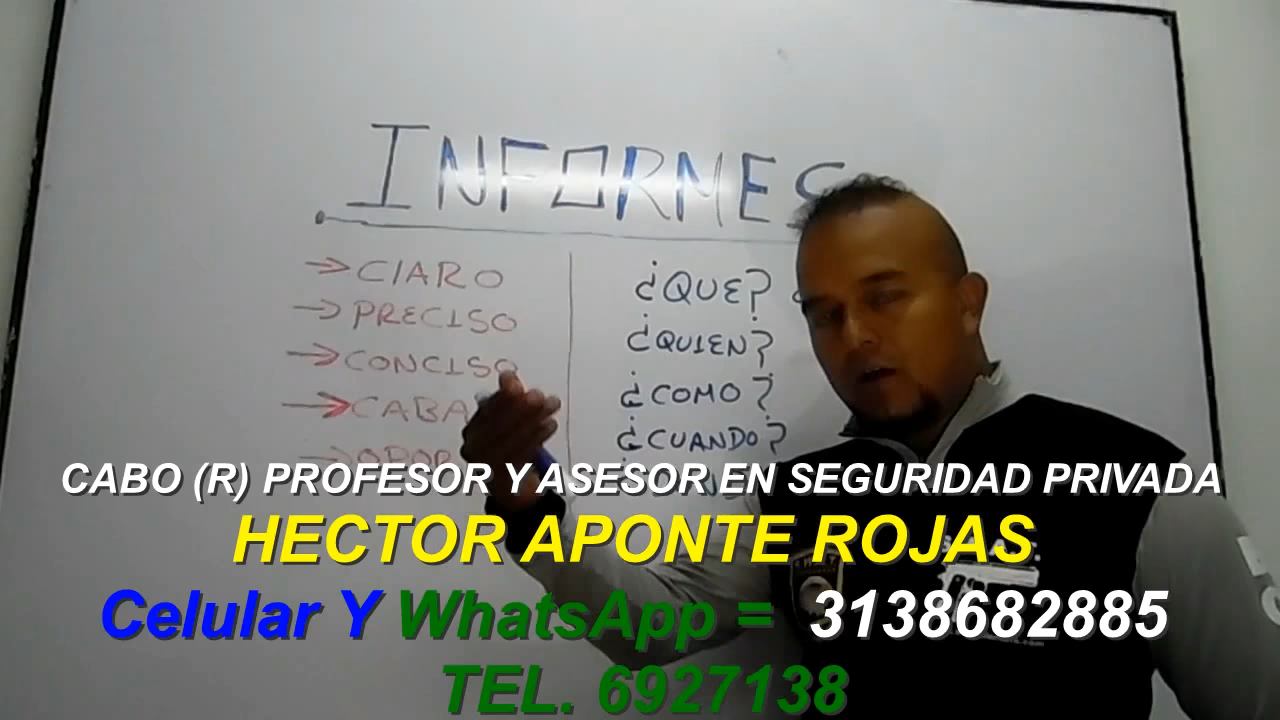 INFORMES
→ CLARO
→ PRECISO
→ CONCISO
¿QUE?
¿QUIEN?
¿COMO?
¿CUANDO?
CABO (R) PROFESOR Y ASESOR EN SEGURIDAD PRIVADA
HECTOR APONTE ROJAS
Celular Y WhatsApp = 3138682885
TEL. 6927138